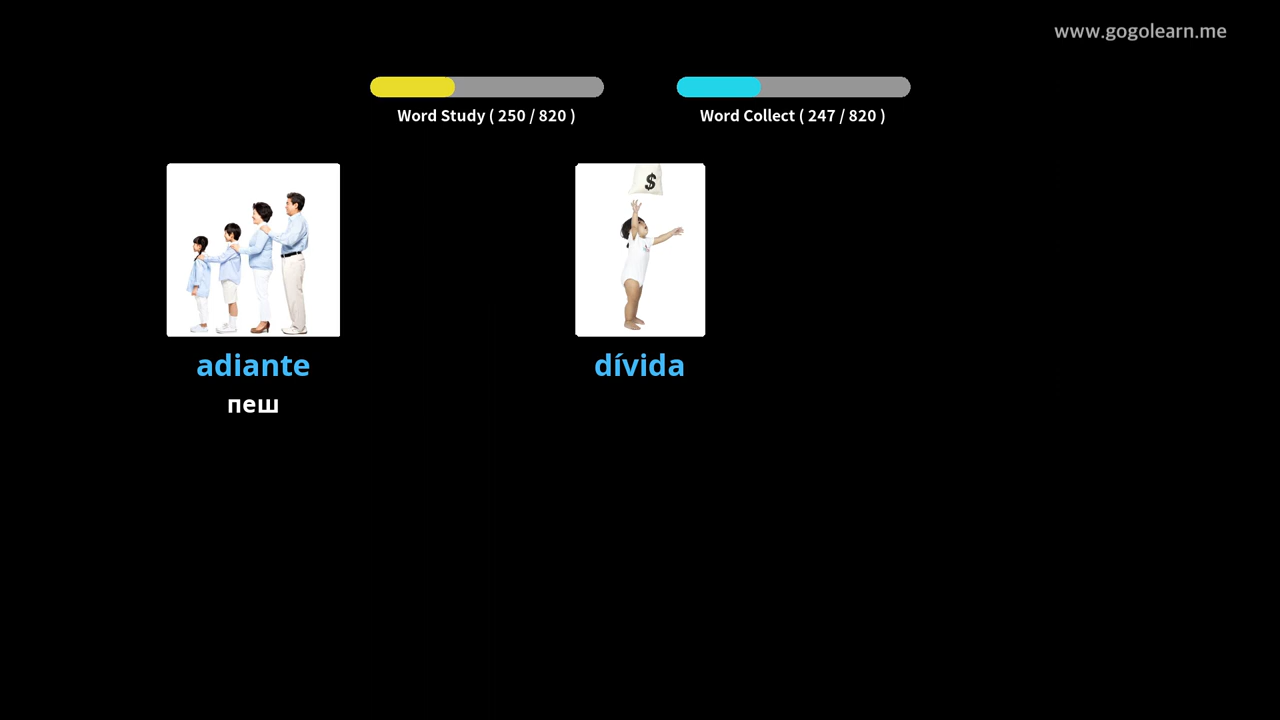 www.gogolearn.me
Word Study ( 250 / 820 )
Word Collect ( 247 / 820 )
$
adiante
dívida
пеш